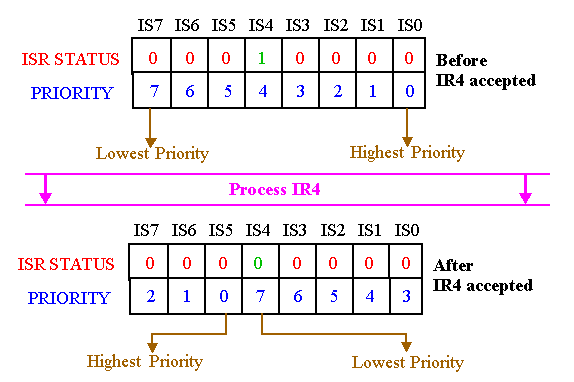 IS7 IS6 IS5 IS4 IS3 IS2 IS1 IS0
ISR STATUS 0 0 0 1 0 0 0 0 Before
PRIORITY 7 6 5 4 3 2 1 0 IR4 accepted
Lowest Priority Highest Priority
Process IR4
IS7 IS6 IS5 IS4 IS3 IS2 IS1 IS0
ISR STATUS 0 0 0 0 0 0 0 0 After
PRIORITY 2 1 0 7 6 5 4 3 IR4 accepted
Highest Priority Lowest Priority